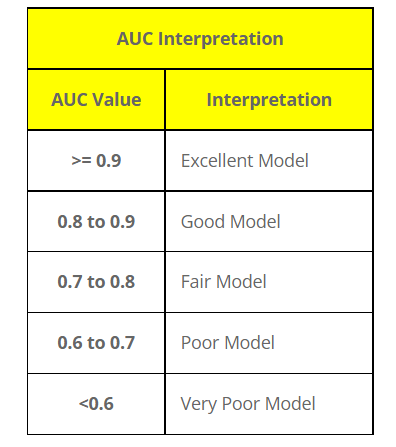 AUC Interpretation
AUC Value Interpretation
>= 0.9 Excellent Model
0.8 to 0.9 Good Model
0.7 to 0.8 Fair Model
0.6 to 0.7 Poor Model
<0.6 Very Poor Model